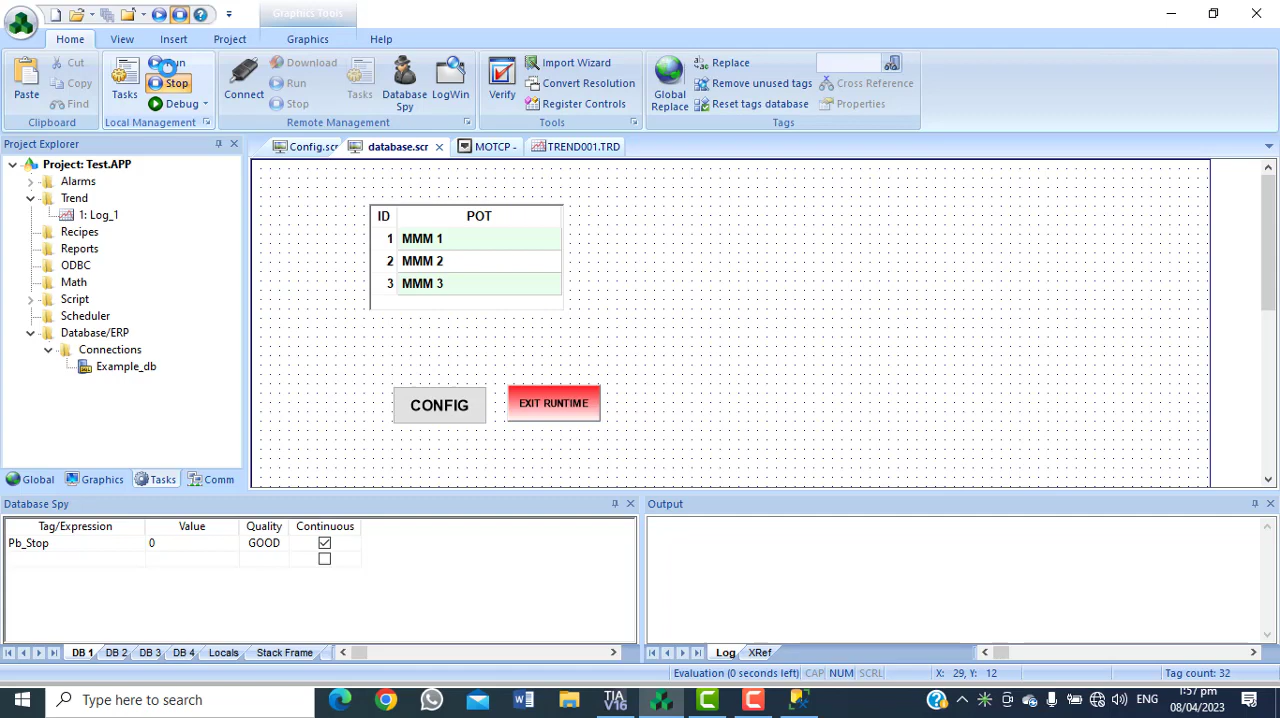 Graphics Tools
Home View Insert Project Graphics Help
Paste Cut Copy Find
Clipboard
Tasks Run Stop Debug
Local Management
Connect Download Run Stop Tasks Database Spy LogWin
Remote Management
Verify Import Wizard Convert Resolution Register Controls
Tools
Global Replace Replace Remove unused tags Reset tags database Cross Reference Properties
Tags
Project Explorer
Project: Test.APP
Alarms
Trend
1: Log_1
Recipes
Reports
ODBC
Math
Script
Scheduler
Database/ERP
Connections
Example_db
Global Graphics Tasks Comm
Config.scr database.scr MOTCP - TREND001.TRD
ID POT
1 MMM 1
2 MMM 2
3 MMM 3
CONFIG EXIT RUNTIME
Database Spy
Tag/Expression Value Quality Continuous
Pb_Stop 0 GOOD
DB 1 DB 2 DB 3 DB 4 Locals Stack Frame
Output
Log XRef
Evaluation (0 seconds left) CAP NUM SCRL X: 29, Y: 12 Tag count: 32
Type here to search
TIA V16
ENG
1:57 pm
08/04/2023